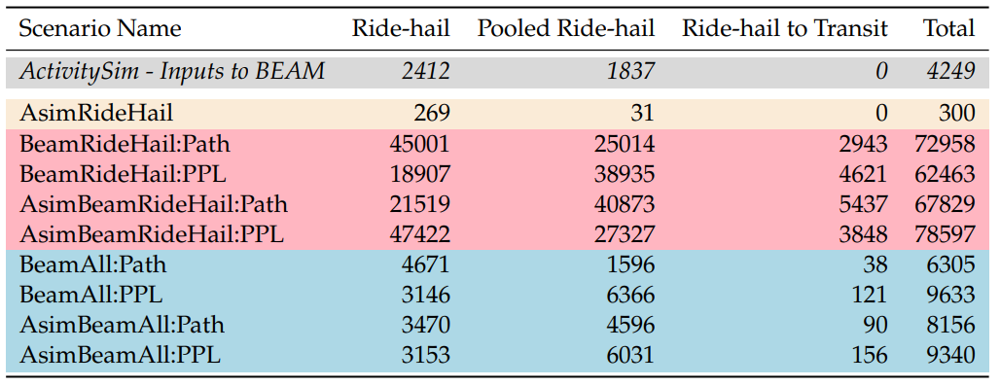 Scenario Name Ride-hail Pooled Ride-hail Ride-hail to Transit Total
ActivitySim - Inputs to BEAM 2412 1837 0 4249
AsimRideHail 269 31 0 300
BeamRideHail:Path 45001 25014 2943 72958
BeamRideHail:PPL 18907 38935 4621 62463
AsimBeamRideHail:Path 21519 40873 5437 67829
AsimBeamRideHail:PPL 47422 27327 3848 78597
BeamAll:Path 4671 1596 38 6305
BeamAll:PPL 3146 6366 121 9633
AsimBeamAll:Path 3470 4596 90 8156
AsimBeamAll:PPL 3153 6031 156 9340